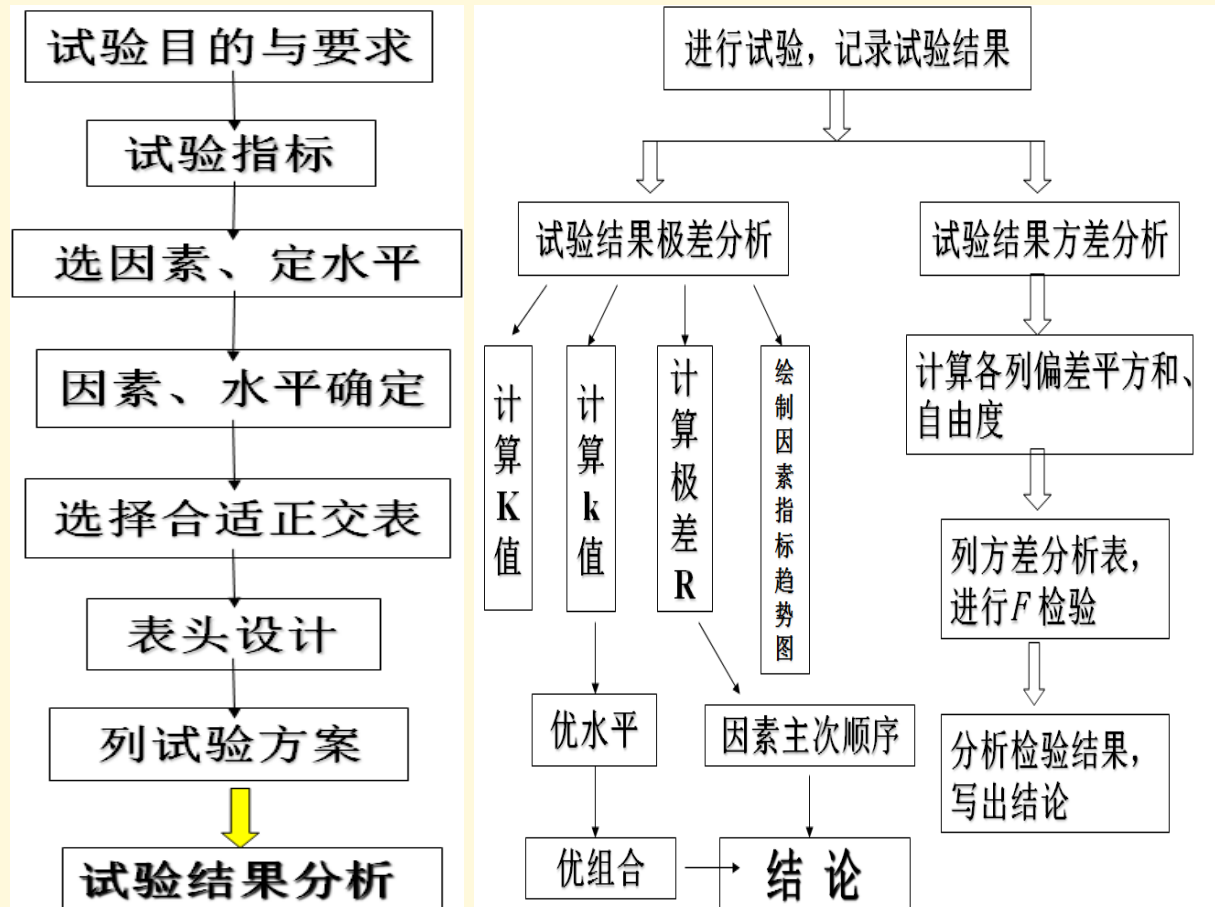 试验目的与要求
试验指标
选因素、定水平
因素、水平确定
选择合适正交表
表头设计
列试验方案
试验结果分析
进行试验，记录试验结果
试验结果极差分析
试验结果方差分析
计算K值
计算k值
计算极差R
绘制因素指标趋势图
计算各列偏差平方和、
自由度
列方差分析表，
进行F检验
优水平
因素主次顺序
分析检验结果，
写出结论
优组合
结论